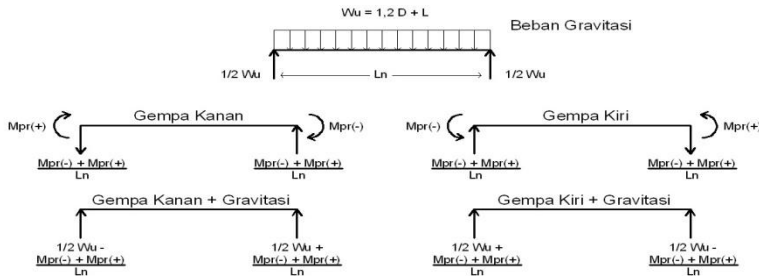 Wu = 1,2 D + L
Beban Gravitasi
1/2 Wu
Ln
1/2 Wu
Gempa Kanan
Mpr(+)
Mpr(-)
Mpr(-) + Mpr(+)
Ln
Mpr(-) + Mpr(+)
Ln
Gempa Kiri
Mpr(-)
Mpr(+)
Mpr(-) + Mpr(+)
Ln
Mpr(-) + Mpr(+)
Ln
Gempa Kanan + Gravitasi
1/2 Wu -
Mpr(-) + Mpr(+)
Ln
1/2 Wu +
Mpr(-) + Mpr(+)
Ln
Gempa Kiri + Gravitasi
1/2 Wu +
Mpr(-) + Mpr(+)
Ln
1/2 Wu -
Mpr(-) + Mpr(+)
Ln